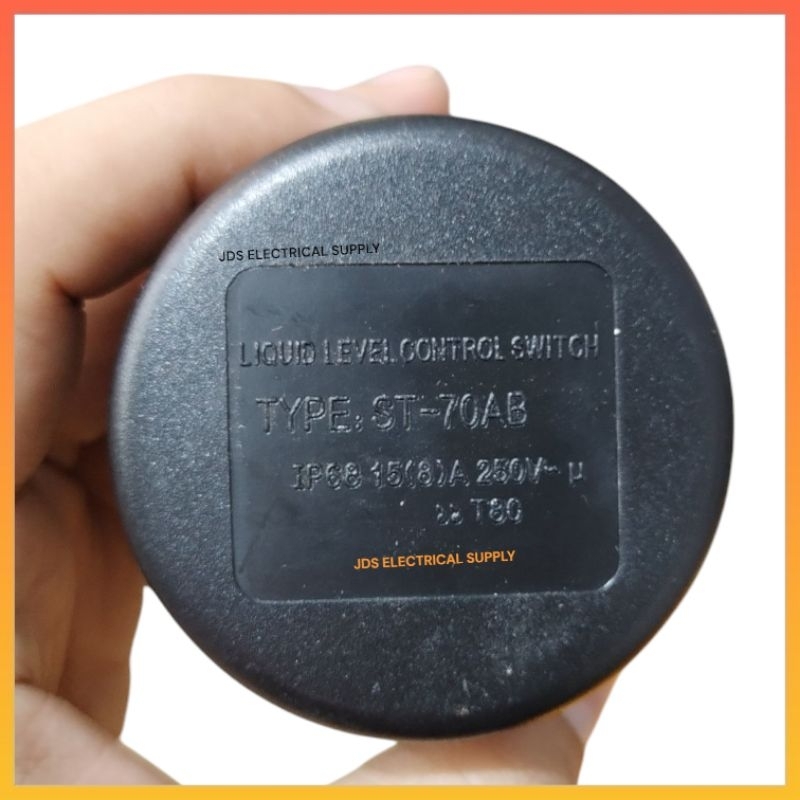 JDS ELECTRICAL SUPPLY
LIQUID LEVEL CONTROL SWITCH
TYPE: ST-70AB
IP68 15(8)A 250V~ µ
T80
JDS ELECTRICAL SUPPLY